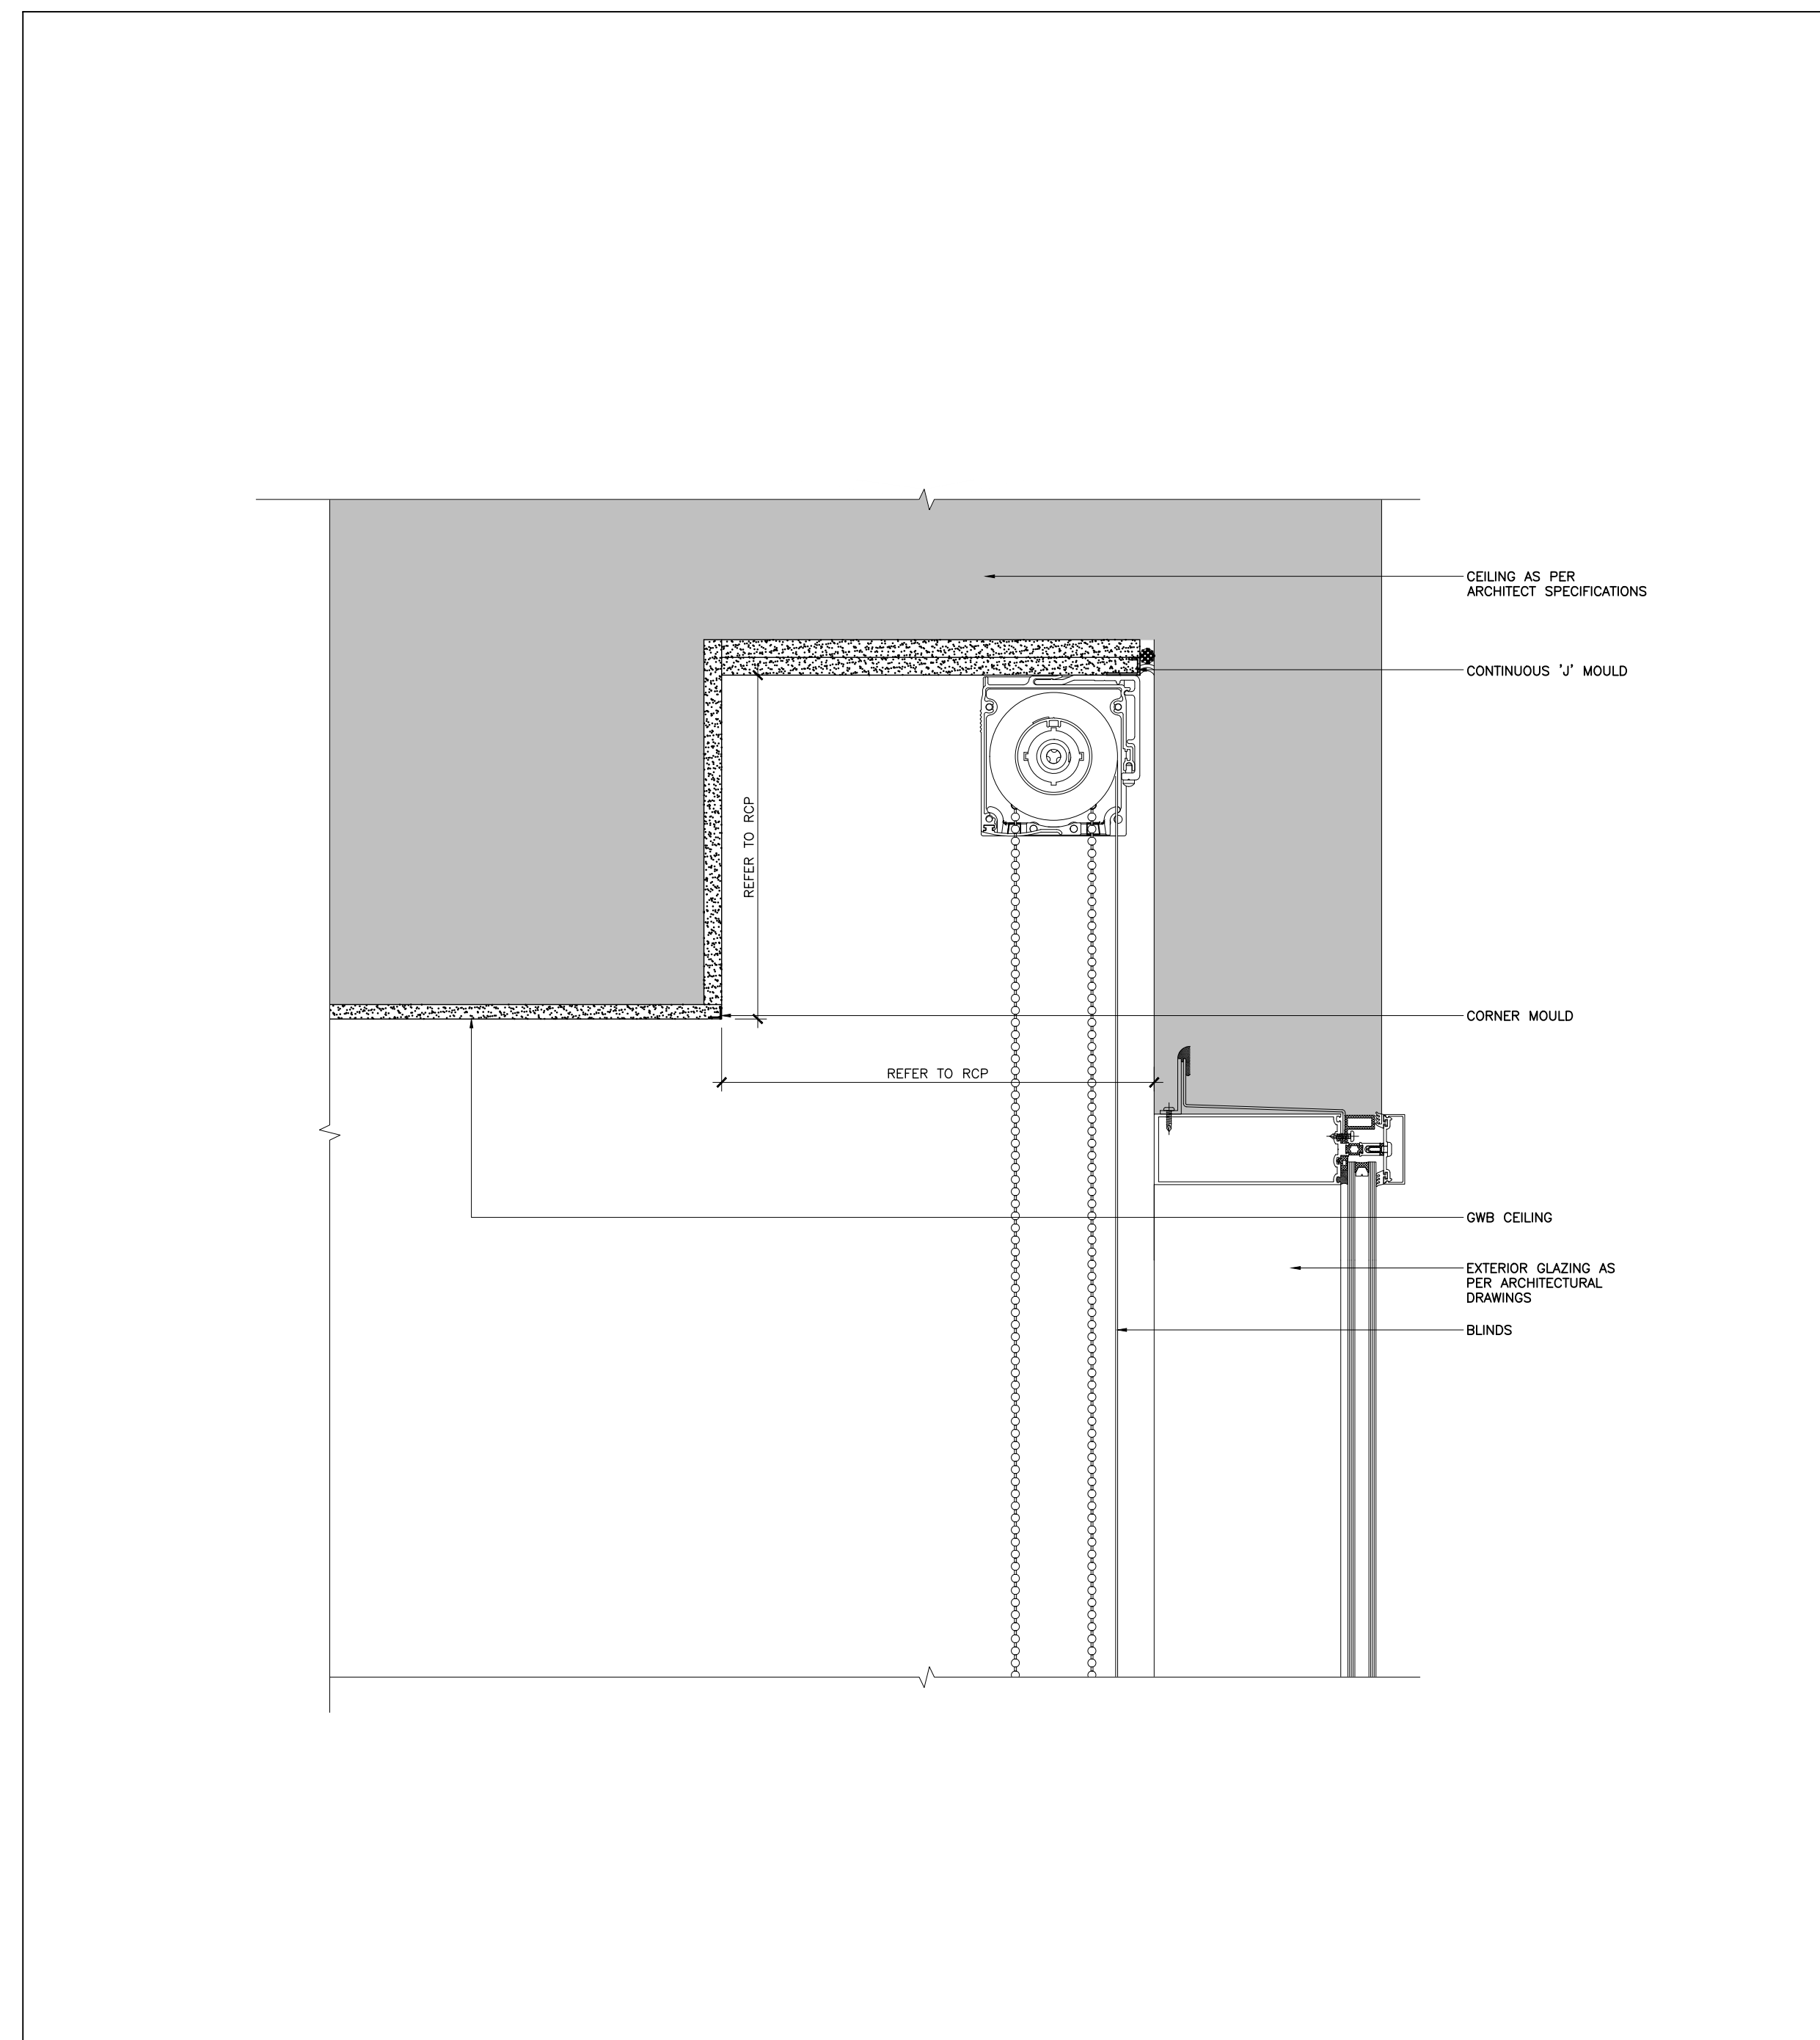 CEILING AS PER
ARCHITECT SPECIFICATIONS
CONTINUOUS 'J' MOULD
REFER TO RCP
CORNER MOULD
REFER TO RCP
GWB CEILING
EXTERIOR GLAZING AS
PER ARCHITECTURAL
DRAWINGS
BLINDS